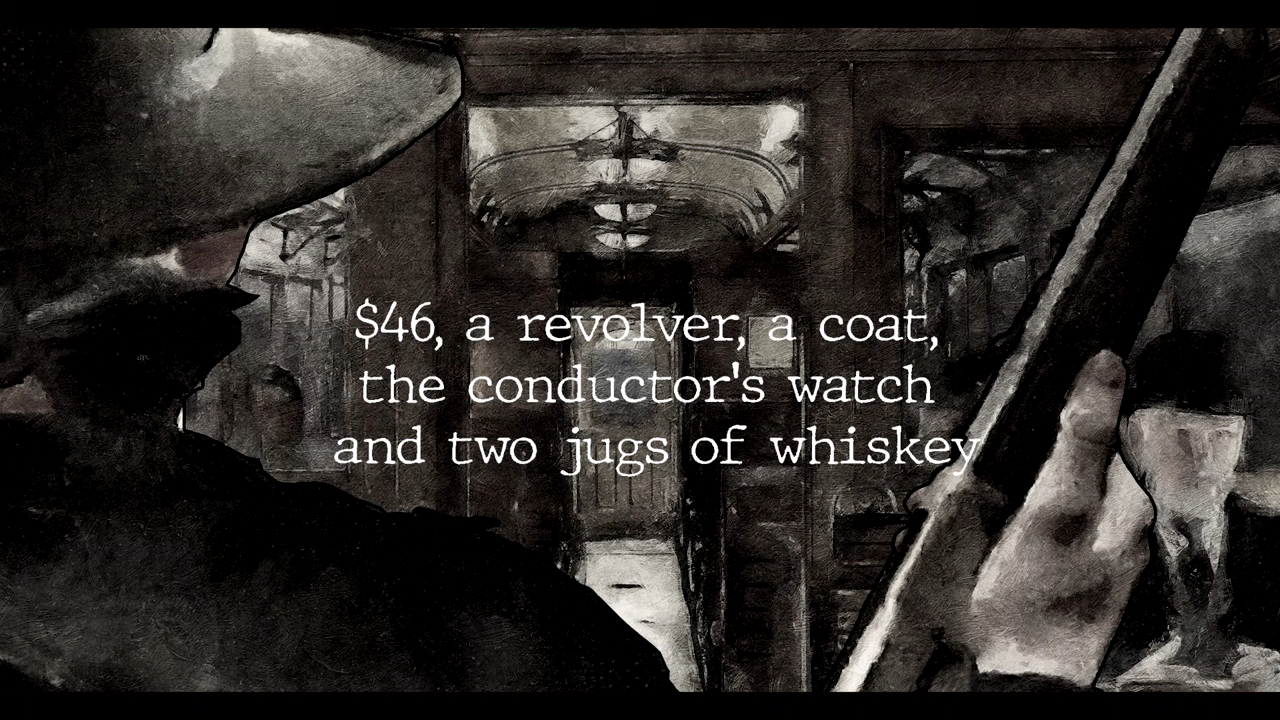 $46, a revolver, a coat,
the conductor's watch
and two jugs of whiskey